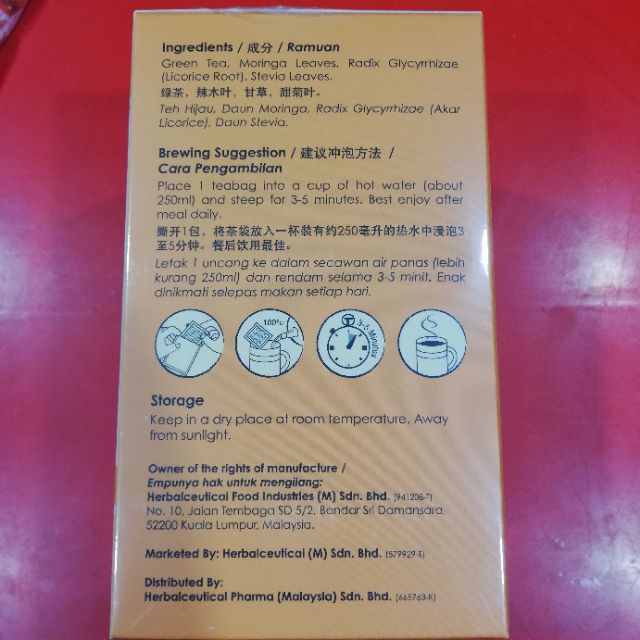 Ingredients / 成分 / Ramuan
Green Tea, Moringa Leaves, Radix Glycyrrhizae
(Licorice Root), Stevia Leaves.
绿茶，辣木叶，甘草，甜菊叶。
Teh Hijau, Daun Moringa, Radix Glycyrrhizae (Akar
Licorice), Daun Stevia.
Brewing Suggestion / 建议冲泡方法 /
Cara Pengambilan
Place 1 teabag into a cup of hot water (about
250ml) and steep for 3-5 minutes. Best enjoy after
meal daily.
撕开1包，将茶袋放入一杯装有约250毫升的热水中浸泡3
至5分钟。餐后饮用最佳。
Letak 1 uncang ke dalam secawan air panas (lebih
kurang 250ml) dan rendam selama 3-5 minit. Enak
dinikmati selepas makan setiap hari.
100°c
3-5 Minutes
Storage
Keep in a dry place at room temperature. Away
from sunlight.
Owner of the rights of manufacture /
Empunya hak untuk mengilang:
Herbalceutical Food Industries (M) Sdn. Bhd. (941208-T)
No. 10, Jalan Tembaga SD 5/2, Bandar Sri Damansara,
52200 Kuala Lumpur, Malaysia.
Marketed By: Herbalceutical (M) Sdn. Bhd. (579929-T)
Distributed By:
Herbalceutical Pharma (Malaysia) Sdn. Bhd. (665763-K)